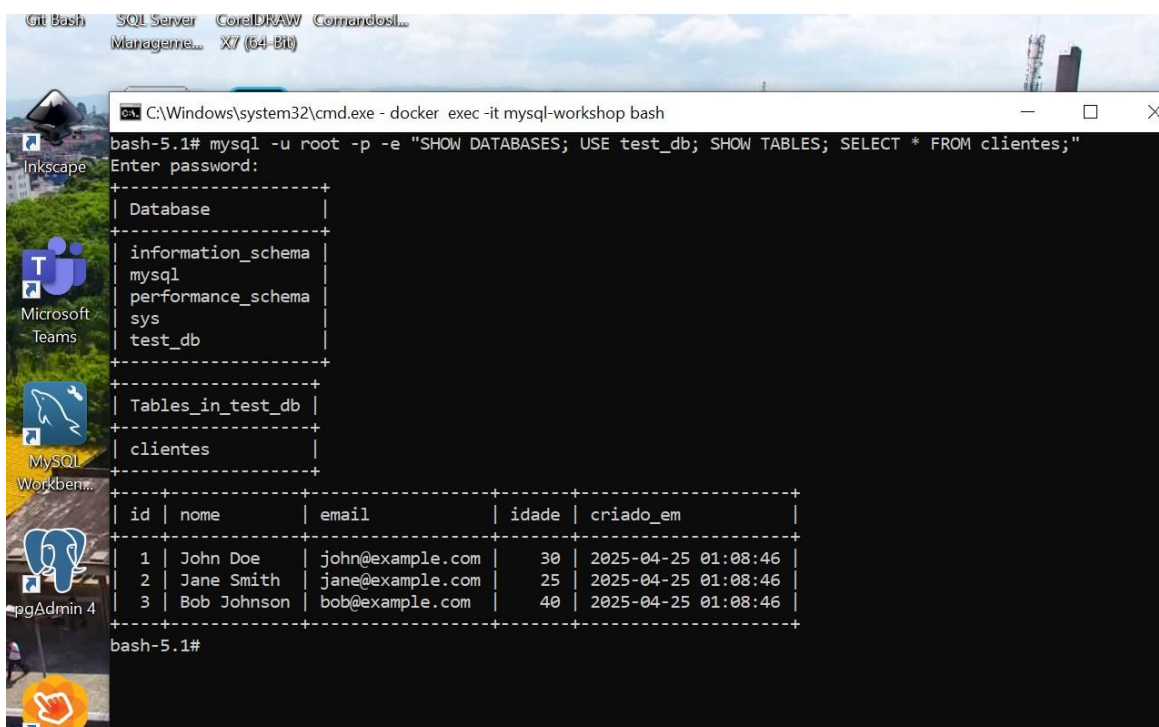 Git Bash
SQL Server
Manageme...
CorelDRAW
X7 (64-Bit)
ComandosL...
Inkscape
Microsoft
Teams
MySQL
Workben...
pgAdmin 4
C:\Windows\system32\cmd.exe - docker  exec -it mysql-workshop bash
bash-5.1# mysql -u root -p -e "SHOW DATABASES; USE test_db; SHOW TABLES; SELECT * FROM clientes;"
Enter password:
+--------------------+
| Database           |
+--------------------+
| information_schema |
| mysql              |
| performance_schema |
| sys                |
| test_db            |
+--------------------+
+-------------------+
| Tables_in_test_db |
+-------------------+
| clientes          |
+-------------------+
+----+-------------+------------------+-------+---------------------+
| id | nome        | email            | idade | criado_em           |
+----+-------------+------------------+-------+---------------------+
|  1 | John Doe    | john@example.com |    30 | 2025-04-25 01:08:46 |
|  2 | Jane Smith  | jane@example.com |    25 | 2025-04-25 01:08:46 |
|  3 | Bob Johnson | bob@example.com  |    40 | 2025-04-25 01:08:46 |
+----+-------------+------------------+-------+---------------------+
bash-5.1#